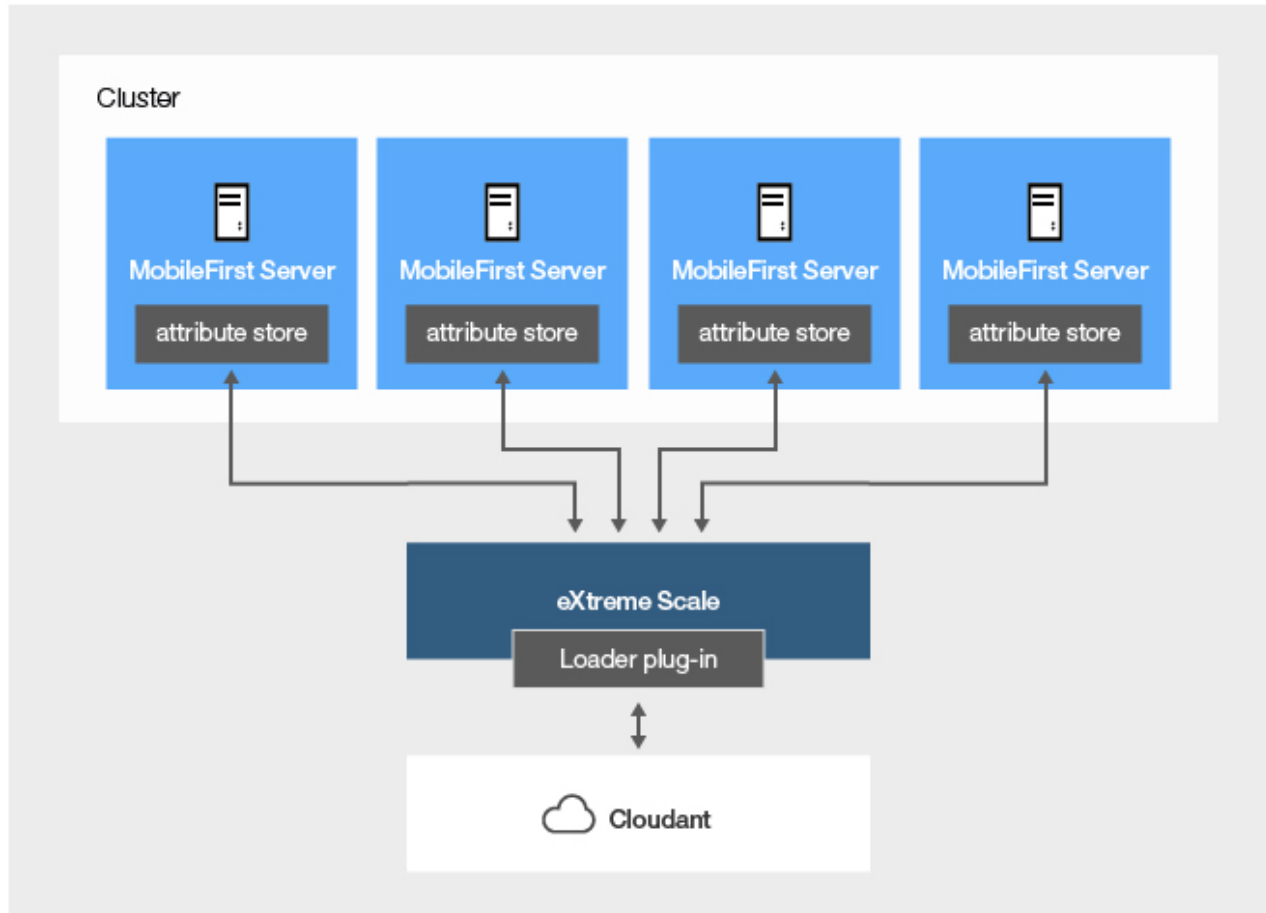 Cluster
MobileFirst Server
MobileFirst Server
MobileFirst Server
MobileFirst Server
attribute store
attribute store
attribute store
attribute store
eXtreme Scale
Loader plug-in
Cloudant